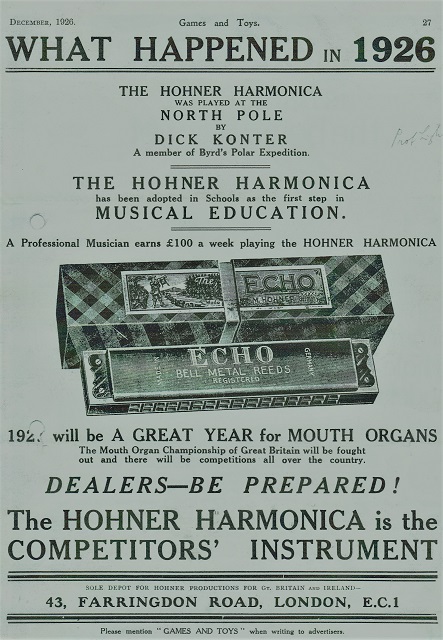 DECEMBER, 1926.
Games and Toys.
27
WHAT HAPPENED IN 1926
THE HOHNER HARMONICA
WAS PLAYED AT THE
NORTH POLE
BY
DICK KONTER
A member of Byrd's Polar Expedition.
THE HOHNER HARMONICA
has been adopted in Schools as the first step in
MUSICAL EDUCATION.
A Professional Musician earns £100 a week playing the HOHNER HARMONICA
The
"ECHO"
M. HOHNER
ECHO
BELL METAL REEDS
REGISTERED
MADE IN
GERMANY
will be A GREAT YEAR for MOUTH ORGANS
The Mouth Organ Championship of Great Britain will be fought
out and there will be competitions all over the country.
DEALERS—BE PREPARED!
The HOHNER HARMONICA is the
COMPETITORS' INSTRUMENT
SOLE DEPOT FOR HOHNER PRODUCTIONS FOR GT. BRITAIN AND IRELAND—
43, FARRINGDON ROAD, LONDON, E.C.1
Please mention "GAMES AND TOYS" when writing to advertisers.